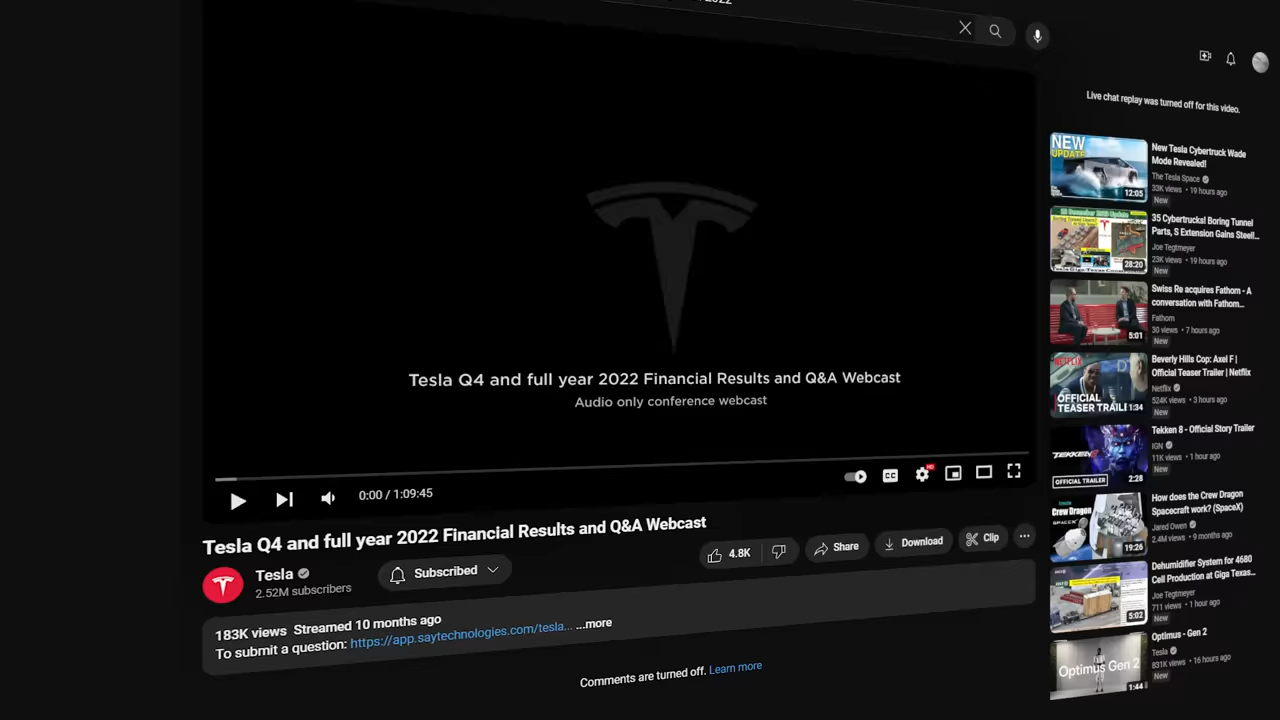 2022
Live chat replay was turned off for this video.
Tesla Q4 and full year 2022 Financial Results and Q&A Webcast
Audio only conference webcast
CC
HD
0:00 / 1:09:45
Tesla Q4 and full year 2022 Financial Results and Q&A Webcast
Tesla
2.52M subscribers
Subscribed
4.8K
Share
Download
Clip
183K views Streamed 10 months ago
To submit a question: https://app.saytechnologies.com/tesla... ...more
Comments are turned off. Learn more
NEW
UPDATE
12:05
New Tesla Cybertruck Wade
Mode Revealed!
The Tesla Space
33K views • 19 hours ago
New
28:20
35 Cybertrucks! Boring Tunnel
Parts, S Extension Gains Steel!...
Joe Tegtmeyer
23K views • 19 hours ago
New
5:01
Swiss Re acquires Fathom - A
conversation with Fathom...
Fathom
30 views • 7 hours ago
New
NETFLIX
OFFICIAL
TEASER TRAILE
1:34
Beverly Hills Cop: Axel F |
Official Teaser Trailer | Netflix
Netflix
524K views • 3 hours ago
New
TEKKEN 8
OFFICIAL TRAILER
2:28
Tekken 8 - Official Story Trailer
IGN
11K views • 1 hour ago
New
Inside
Crew Dragon
SPACEX
19:26
How does the Crew Dragon
Spacecraft work? (SpaceX)
Jared Owen
2.4M views • 9 months ago
5:02
Dehumidifier System for 4680
Cell Production at Giga Texas...
Joe Tegtmeyer
711 views • 1 hour ago
New
Optimus Gen 2
1:44
Optimus - Gen 2
Tesla
831K views • 16 hours ago
New